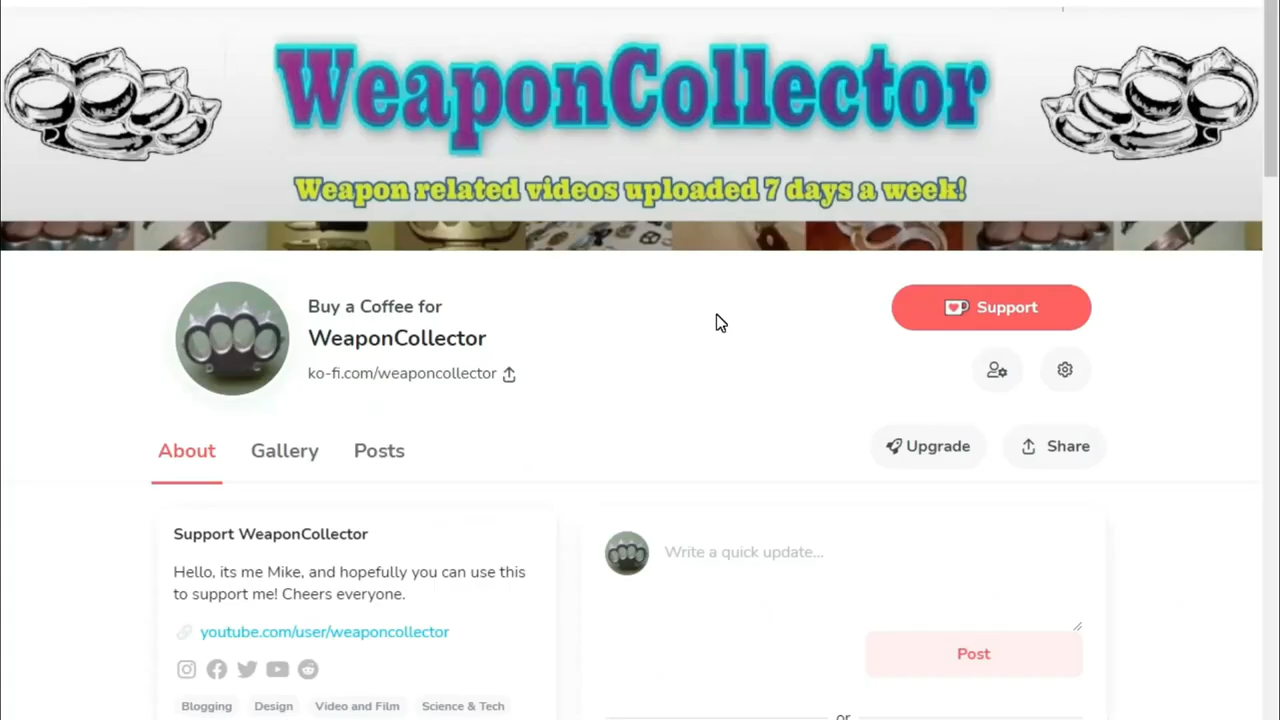 WeaponCollector
Weapon related videos uploaded 7 days a week!
Buy a Coffee for
WeaponCollector
ko-fi.com/weaponcollector
Support
About
Gallery
Posts
Upgrade
Share
Support WeaponCollector
Hello, its me Mike, and hopefully you can use this
to support me! Cheers everyone.
youtube.com/user/weaponcollector
Blogging
Design
Video and Film
Science & Tech
Write a quick update...
Post
or